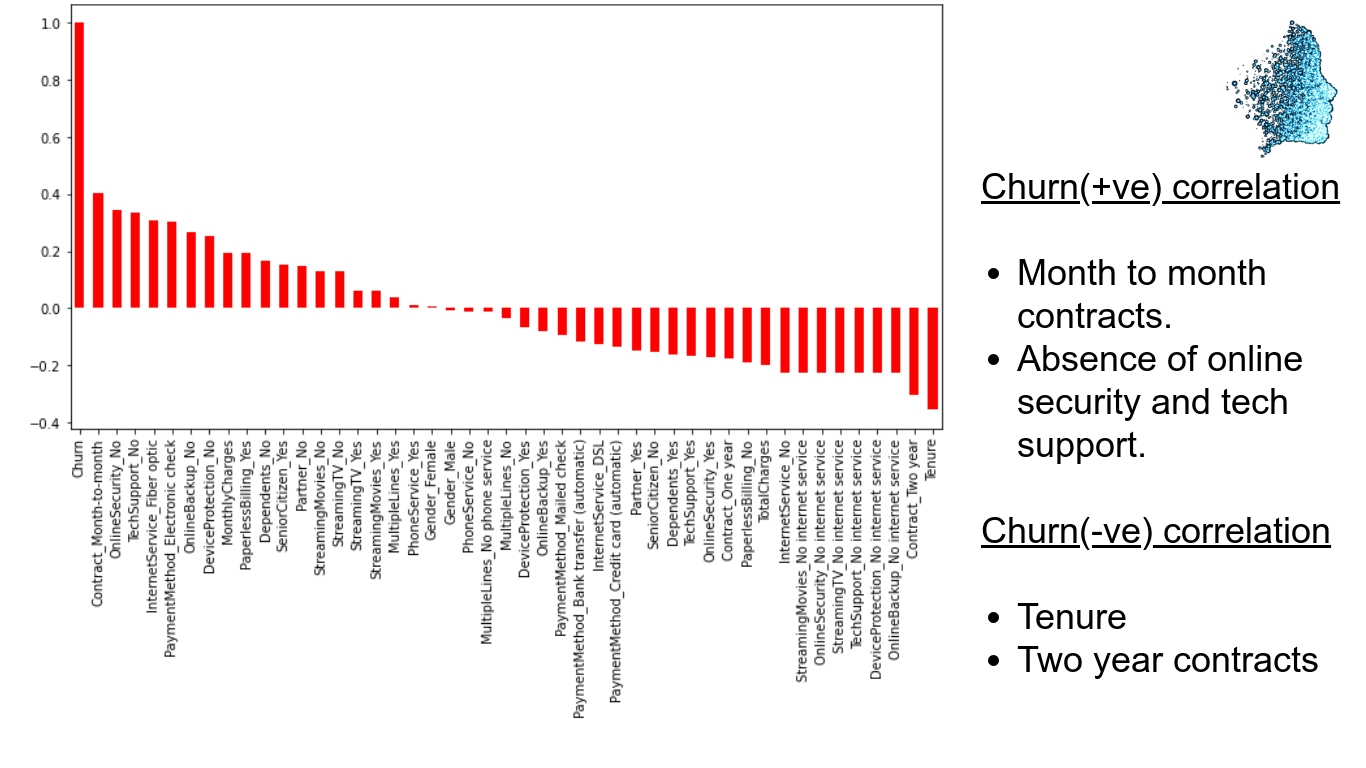 1.0
0.8
0.6
0.4
0.2
0.0
−0.2
−0.4
Churn
Contract_Month-to-month
OnlineSecurity_No
TechSupport_No
InternetService_Fiber optic
PaymentMethod_Electronic check
OnlineBackup_No
DeviceProtection_No
MonthlyCharges
PaperlessBilling_Yes
Dependents_No
SeniorCitizen_Yes
Partner_No
StreamingMovies_No
StreamingTV_No
StreamingTV_Yes
StreamingMovies_Yes
MultipleLines_Yes
PhoneService_Yes
Gender_Female
Gender_Male
PhoneService_No
MultipleLines_No phone service
MultipleLines_No
DeviceProtection_Yes
OnlineBackup_Yes
PaymentMethod_Mailed check
PaymentMethod_Bank transfer (automatic)
InternetService_DSL
PaymentMethod_Credit card (automatic)
Partner_Yes
SeniorCitizen_No
Dependents_Yes
TechSupport_Yes
OnlineSecurity_Yes
Contract_One year
PaperlessBilling_No
TotalCharges
InternetService_No
StreamingMovies_No internet service
OnlineSecurity_No internet service
StreamingTV_No internet service
TechSupport_No internet service
DeviceProtection_No internet service
OnlineBackup_No internet service
Contract_Two year
Tenure
Churn(+ve) correlation
• Month to month
contracts.
• Absence of online
security and tech
support.
Churn(-ve) correlation
• Tenure
• Two year contracts